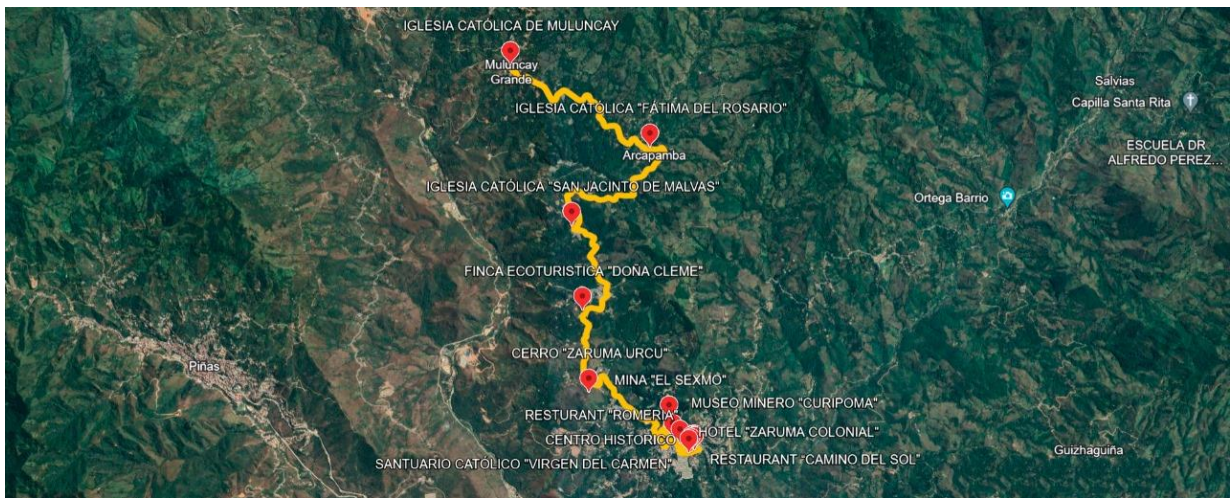 IGLESIA CATÓLICA DE MULUNCAY
Muluncay
Grande
Salvias
Capilla Santa Rita
IGLESIA CATÓLICA "FÁTIMA DEL ROSARIO"
ESCUELA DR
ALFREDO PEREZ...
Arcapamba
IGLESIA CATÓLICA "SAN JACINTO DE MALVAS"
Ortega Barrio
FINCA ECOTURISTICA "DOÑA CLEME"
CERRO "ZARUMA URCU"
Piñas
MINA "EL SEXMO"
MUSEO MINERO "CURIPOMA"
RESTURANT "ROMERIA"
HOTEL "ZARUMA COLONIAL"
CENTRO HISTORICO
Guizhaguiña
SANTUARIO CATÓLICO "VIRGEN DEL CARMEN"
RESTAURANT "CAMINO DEL SOL"